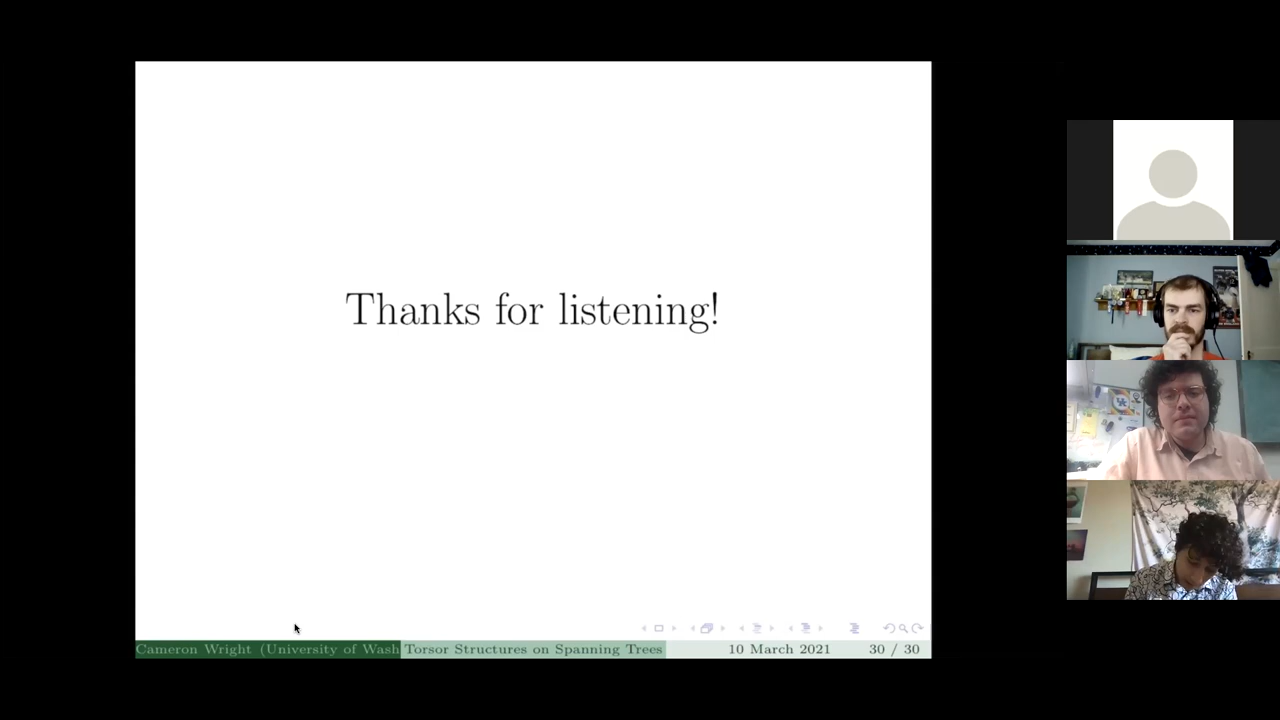 Thanks for listening!
Cameron Wright (University of Wash
Torsor Structures on Spanning Trees
10 March 2021
30 / 30